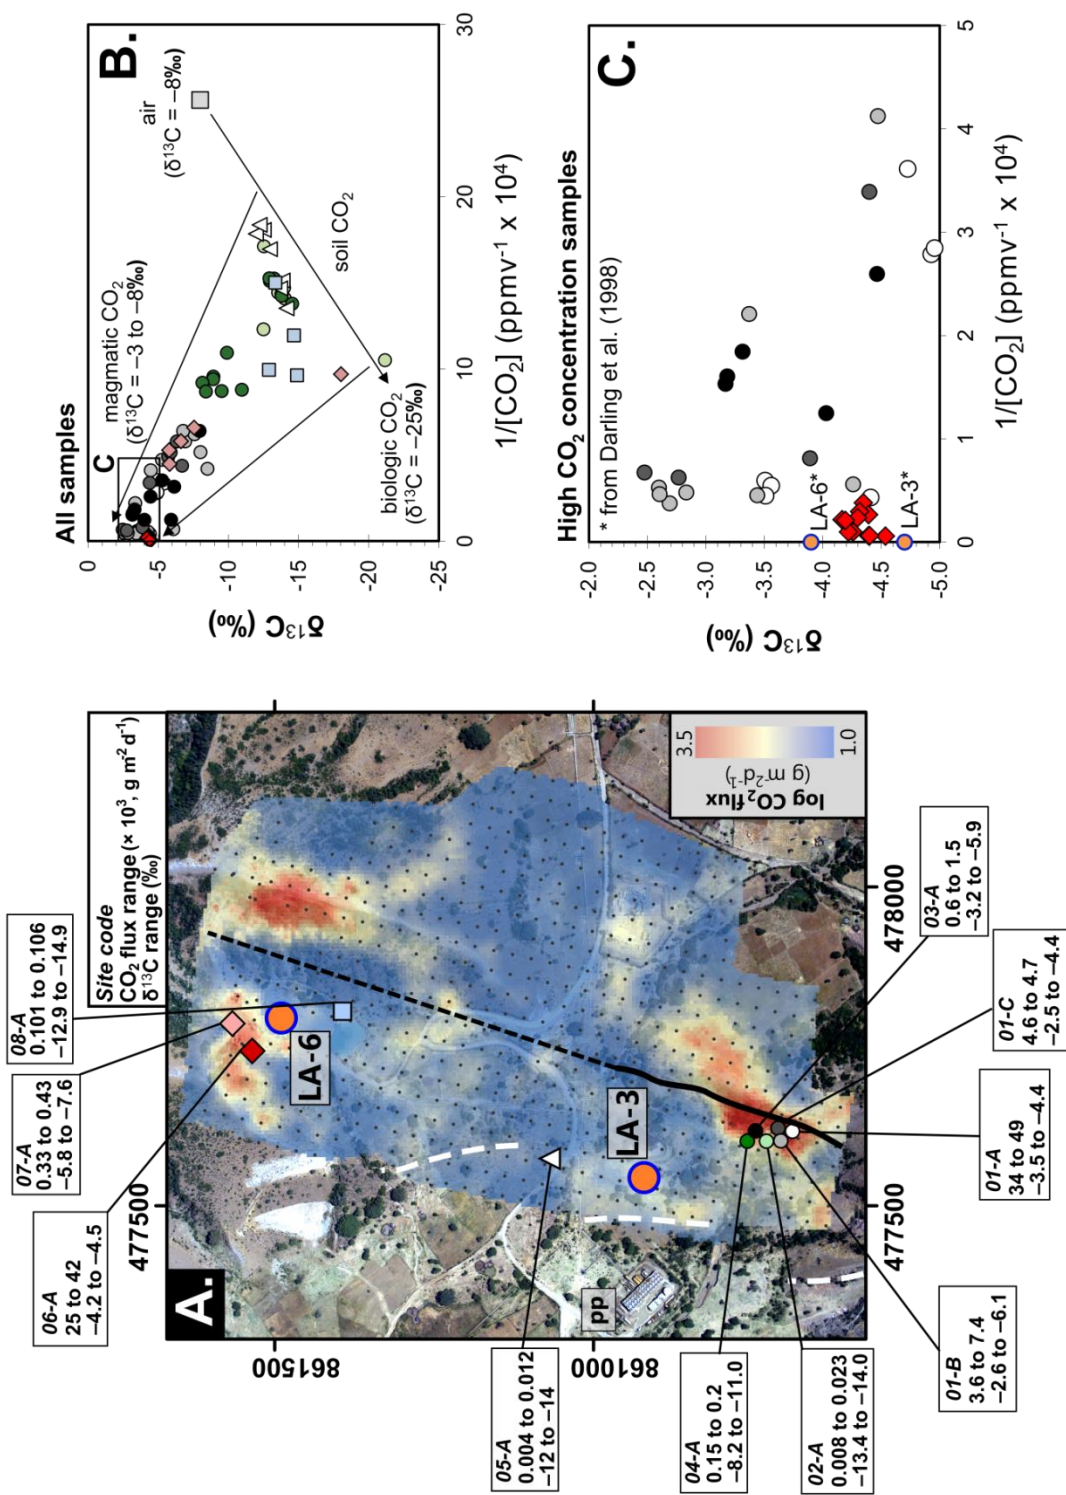 A.
Site code
CO₂ flux range (× 10³, g m⁻² d⁻¹)
δ¹³C range (‰)
06-A
25 to 42
−4.2 to −4.5
07-A
0.33 to 0.43
−5.8 to −7.6
08-A
0.101 to 0.106
−12.9 to −14.9
477500
478000
861500
861000
LA-6
LA-3
pp
log CO₂ flux
(g m⁻²d⁻¹)
3.5
1.0
05-A
0.004 to 0.012
−12 to −14
04-A
0.15 to 0.2
−8.2 to −11.0
02-A
0.008 to 0.023
−13.4 to −14.0
01-B
3.6 to 7.4
−2.6 to −6.1
01-A
34 to 49
−3.5 to −4.4
01-C
4.6 to 4.7
−2.5 to −4.4
03-A
0.6 to 1.5
−3.2 to −5.9
477500
478000
All samples
B.
magmatic CO₂
(δ¹³C = −3 to −8‰)
air
(δ¹³C = −8‰)
C
soil CO₂
biologic CO₂
(δ¹³C = −25‰)
0
-5
-10
-15
-20
-25
δ¹³C (‰)
0
10
20
30
1/[CO₂] (ppmv⁻¹ x 10⁴)
High CO₂ concentration samples
C.
* from Darling et al. (1998)
LA-6*
LA-3*
-2.0
-2.5
-3.0
-3.5
-4.0
-4.5
-5.0
δ¹³C (‰)
0
1
2
3
4
5
1/[CO₂] (ppmv⁻¹ x 10⁴)